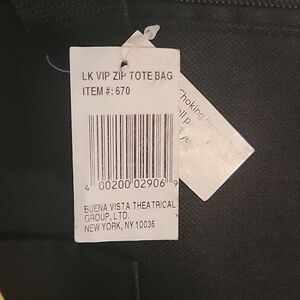 LK VIP ZIP TOTE BAG
ITEM #: 670
4 00200 02906 9
BUENA VISTA THEATRICAL
GROUP, LTD.
NEW YORK, NY 10036
Choking